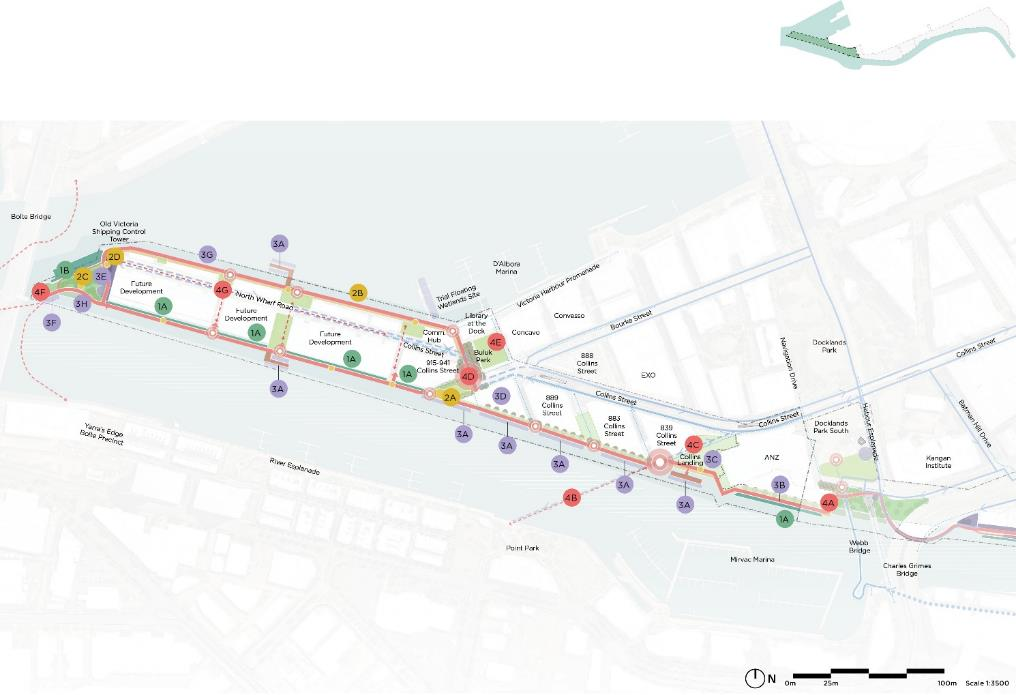 Bolte Bridge
Old Victoria
Shipping Control
Tower
1B
2C
2D
3E
4F
3H
3F
3G
3A
4G
2B
Future
Development
1A
North Wharf Road
Future
Development
1A
Future
Development
1A
3A
D'Albora
Marina
Trial Floating
Wetlands Site
Victoria Harbour Promenade
Library
at the
Dock
Convasso
Concavo
Bourke Street
4E
Comm.
Hub
Collins Street
Buluk
Park
915-941
Collins Street
4D
1A
2A
3D
888
Collins
Street
EXO
Collins Street
889
Collins
Street
883
Collins
Street
839
Collins
Street
4C
Collins
Landing
3C
Collins Street
Navigation Drive
Docklands
Park
Collins Street
Docklands
Park South
Harbour Esplanade
Batman Hill Drive
Kangan
Institute
ANZ
3A
3A
3A
3A
3A
3B
1A
4A
4B
Yarra's Edge
Bolte Precinct
River Esplanade
Point Park
Mirvac Marina
Webb
Bridge
Charles Grimes
Bridge
N
0m
25m
100m
Scale 1:3500